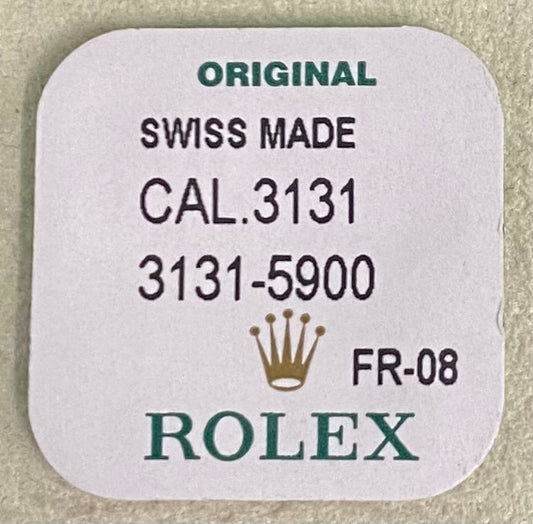 ORIGINAL
SWISS MADE
CAL.3131
3131-5900
FR-08
ROLEX